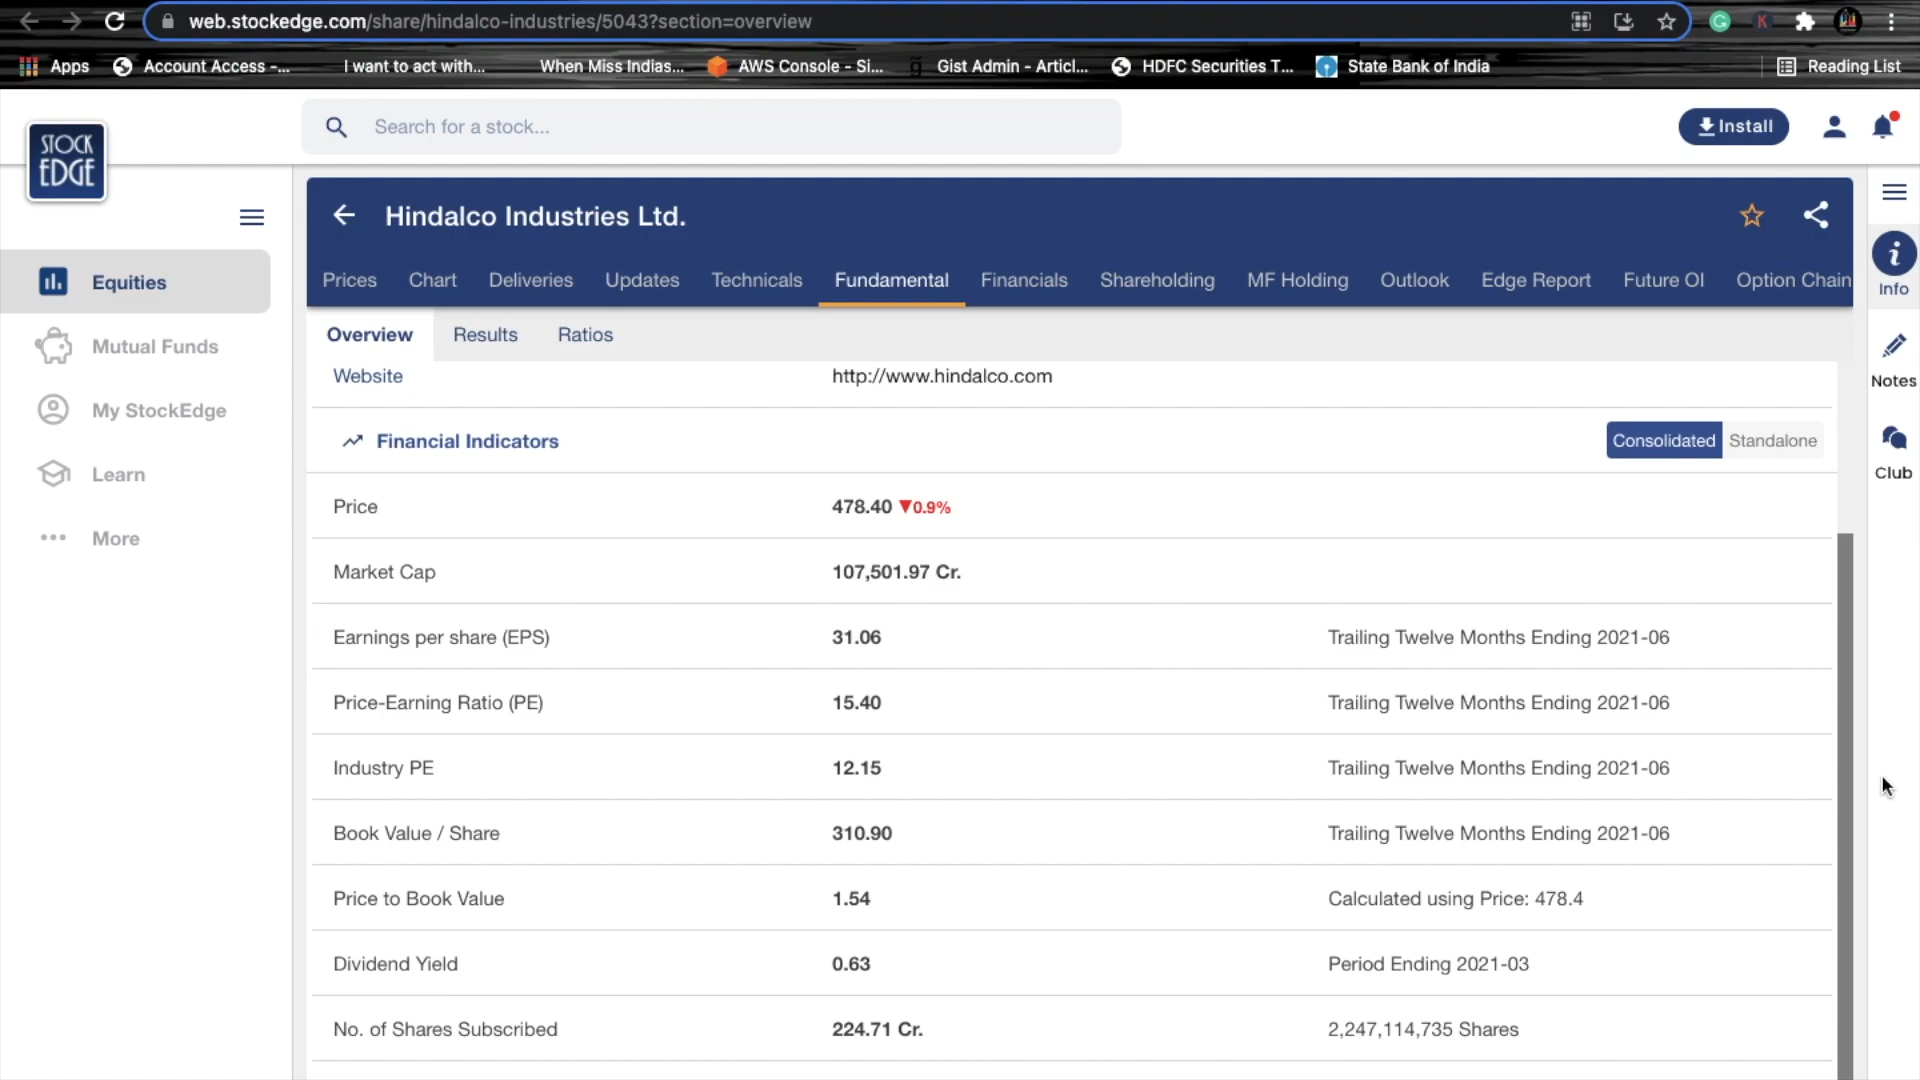 web.stockedge.com/share/hindalco-industries/5043?section=overview
Apps Account Access -... I want to act with... When Miss Indias... AWS Console - Si... Gist Admin - Articl... HDFC Securities T... State Bank of India Reading List
STOCK
EDGE
Search for a stock...
Install
Hindalco Industries Ltd.
Prices Chart Deliveries Updates Technicals Fundamental Financials Shareholding MF Holding Outlook Edge Report Future OI Option Chain
Overview Results Ratios
Equities
Mutual Funds
My StockEdge
Learn
More
Website http://www.hindalco.com
Financial Indicators Consolidated Standalone
Price 478.40 ▼0.9%
Market Cap 107,501.97 Cr.
Earnings per share (EPS) 31.06 Trailing Twelve Months Ending 2021-06
Price-Earning Ratio (PE) 15.40 Trailing Twelve Months Ending 2021-06
Industry PE 12.15 Trailing Twelve Months Ending 2021-06
Book Value / Share 310.90 Trailing Twelve Months Ending 2021-06
Price to Book Value 1.54 Calculated using Price: 478.4
Dividend Yield 0.63 Period Ending 2021-03
No. of Shares Subscribed 224.71 Cr. 2,247,114,735 Shares
Info
Notes
Club